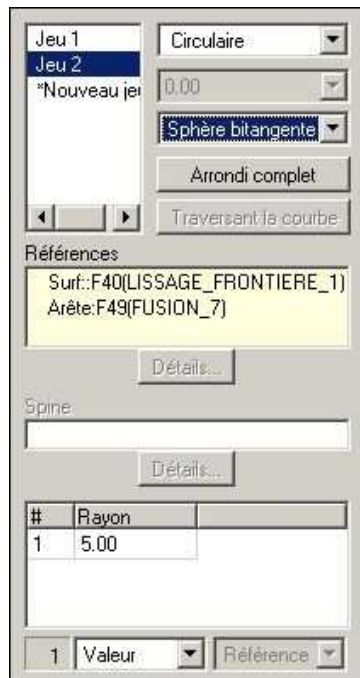 Jeu 1
Jeu 2
*Nouveau jeu
Circulaire
0.00
Sphère bitangente
Arrondi complet
Traversant la courbe
Références
Surf::F40(LISSAGE_FRONTIERE_1)
Arête:F49(FUSION_7)
Détails...
Spine
Détails...
# Rayon
1 5.00
1 Valeur Référence